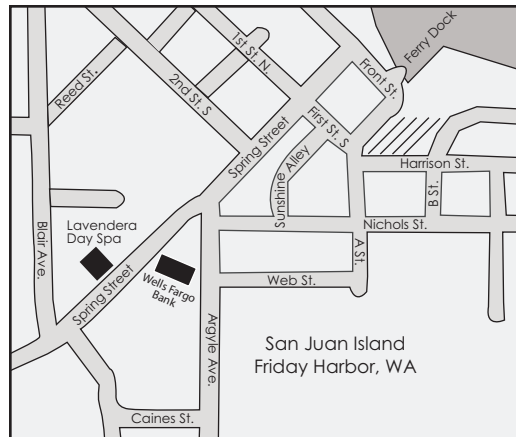 Ferry Dock
1st St. N.
Front St.
Reed St.
2nd St. S
First St. S
Spring Street
Sunshine Alley
Harrison St.
B St.
Blair Ave.
Lavendera
Day Spa
Nichols St.
A St.
Wells Fargo
Bank
Web St.
Spring Street
Argyle Ave.
San Juan Island
Friday Harbor, WA
Caines St.